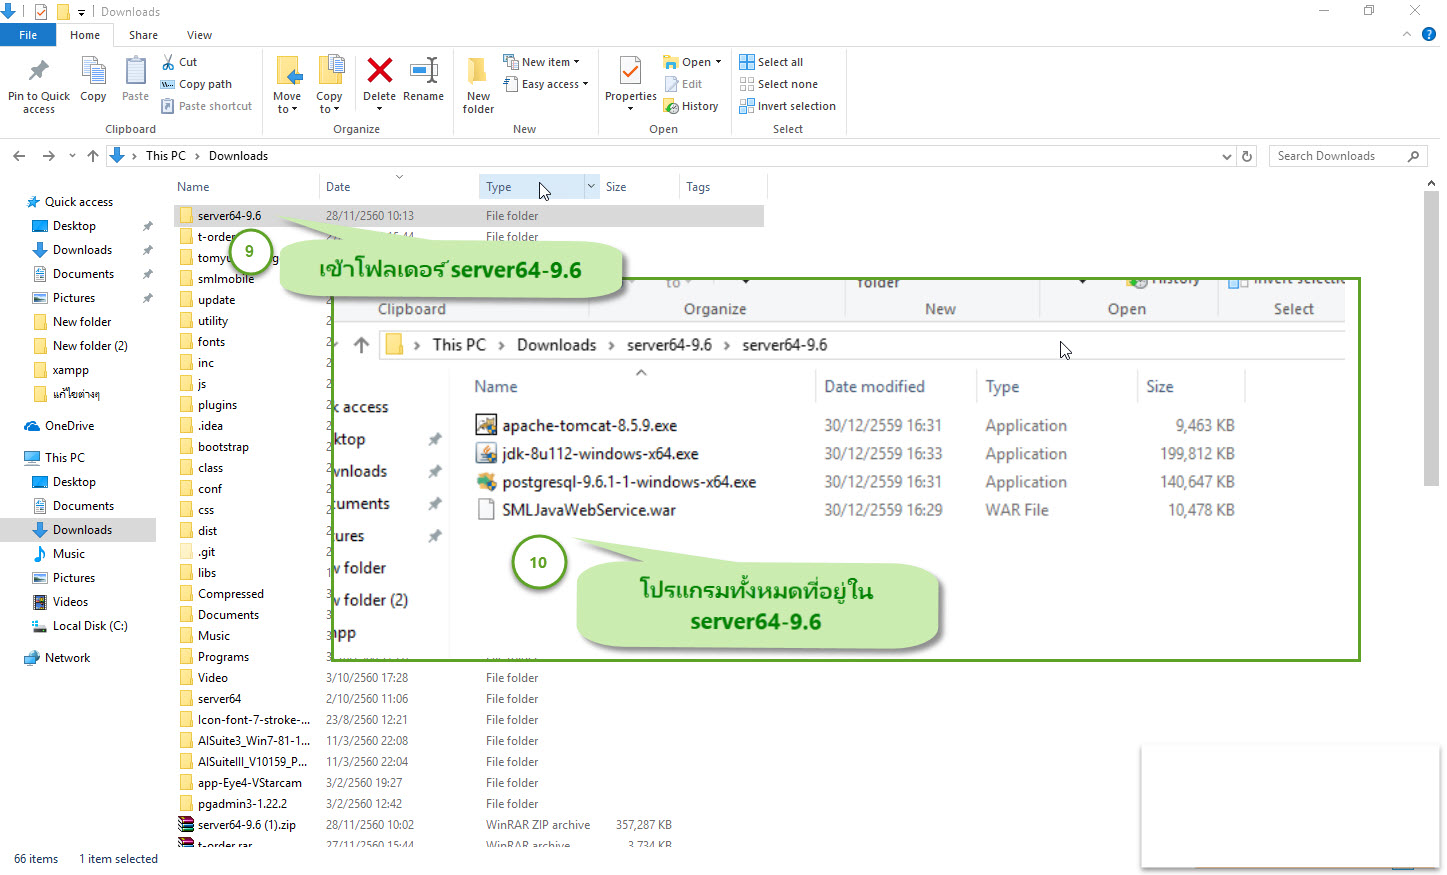 Downloads
File Home Share View
Pin to Quick access
Copy
Paste
Cut
Copy path
Paste shortcut
Clipboard
Move to
Copy to
Delete
Rename
Organize
New folder
New item
Easy access
New
Properties
Open
Edit
History
Open
Select all
Select none
Invert selection
Select
This PC Downloads
Search Downloads
Quick access
Desktop
Downloads
Documents
Pictures
New folder
New folder (2)
xampp
แก้ไขต่างๆ
OneDrive
This PC
Desktop
Documents
Downloads
Music
Pictures
Videos
Local Disk (C:)
Network
Name Date Type Size Tags
server64-9.6 28/11/2560 10:13 File folder
t-order File folder
smlmobile
update
utility
fonts
inc
js
plugins
.idea
bootstrap
class
conf
css
dist
.git
libs
Compressed
Documents
Music
Programs
Video 3/10/2560 17:28 File folder
server64 2/10/2560 11:06 File folder
Icon-font-7-stroke-... 23/8/2560 12:21 File folder
AISuite3_Win7-81-1... 11/3/2560 22:08 File folder
AISuiteIII_V10159_P... 11/3/2560 22:04 File folder
app-Eye4-VStarcam 3/2/2560 19:27 File folder
pgadmin3-1.22.2 3/2/2560 12:42 File folder
server64-9.6 (1).zip 28/11/2560 10:02 WinRAR ZIP archive 357,287 KB
t-order.rar 27/11/2560 15:44 WinRAR archive 3,734 KB
9
เข้าโฟลเดอร์ server64-9.6
to
folder
History
Invert selectio
Clipboard Organize New Open Select
This PC Downloads server64-9.6 server64-9.6
Name Date modified Type Size
apache-tomcat-8.5.9.exe 30/12/2559 16:31 Application 9,463 KB
jdk-8u112-windows-x64.exe 30/12/2559 16:33 Application 199,812 KB
postgresql-9.6.1-1-windows-x64.exe 30/12/2559 16:31 Application 140,647 KB
SMLJavaWebService.war 30/12/2559 16:29 WAR File 10,478 KB
k access
ktop
wnloads
cuments
ures
w folder
w folder (2)
mpp
10
โปรแกรมทั้งหมดที่อยู่ใน
server64-9.6
66 items 1 item selected